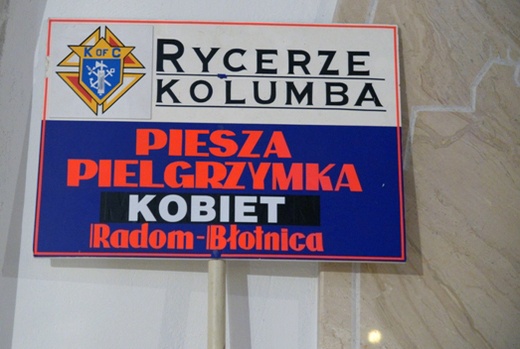 K OF C
RYCERZE
KOLUMBA
PIESZA
PIELGRZYMKA
KOBIET
Radom-Błotnica